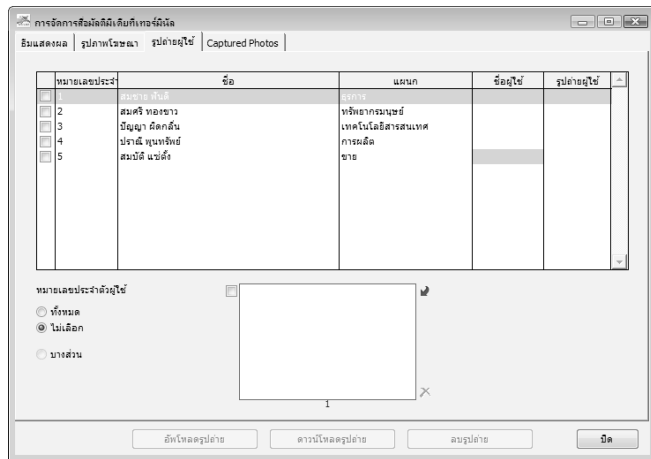 การจัดการสื่อมัลติมีเดียที่เทอร์มินัล
ธีมแสดงผล รูปภาพโฆษณา รูปถ่ายผู้ใช้ Captured Photos
หมายเลขประจำ ชื่อ แผนก ชื่อผู้ใช้ รูปถ่ายผู้ใช้
1 สมชาย พันดี ธุรการ
2 สมศรี ทองขาว ทรัพยากรมนุษย์
3 ปัญญา ผิดกลิ่น เทคโนโลยีสารสนเทศ
4 ปราณี พูนทรัพย์ การผลิต
5 สมบัติ แซ่ตั้ง ขาย
หมายเลขประจำตัวผู้ใช้
ทั้งหมด
ไม่เลือก
บางส่วน
1
อัพโหลดรูปถ่าย ดาวน์โหลดรูปถ่าย ลบรูปถ่าย ปิด